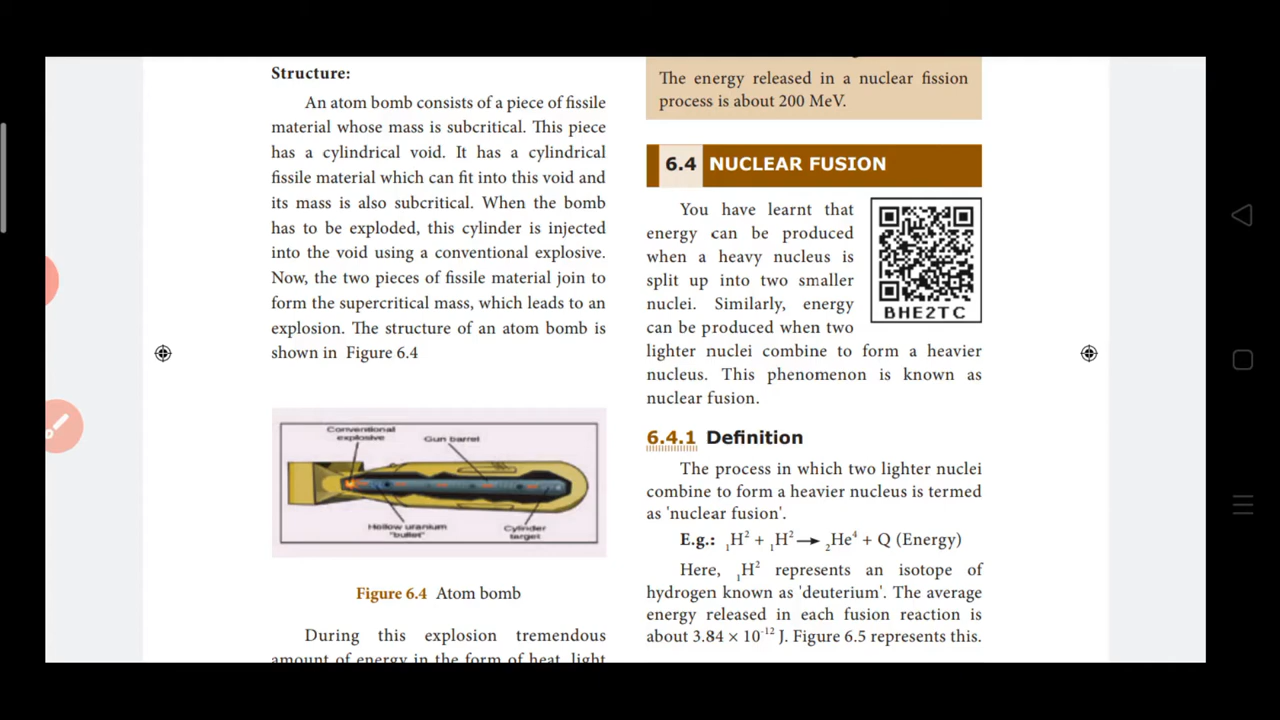 Structure:
An atom bomb consists of a piece of fissile
material whose mass is subcritical. This piece
has a cylindrical void. It has a cylindrical
fissile material which can fit into this void and
its mass is also subcritical. When the bomb
has to be exploded, this cylinder is injected
into the void using a conventional explosive.
Now, the two pieces of fissile material join to
form the supercritical mass, which leads to an
explosion. The structure of an atom bomb is
shown in Figure 6.4
Conventional
explosive
Gun barrel
Hollow uranium
"bullet"
Cylinder
target
Figure 6.4 Atom bomb
During this explosion tremendous
amount of energy in the form of heat, light
The energy released in a nuclear fission
process is about 200 MeV.
6.4 NUCLEAR FUSION
You have learnt that
energy can be produced
when a heavy nucleus is
split up into two smaller
nuclei. Similarly, energy
can be produced when two
lighter nuclei combine to form a heavier
nucleus. This phenomenon is known as
nuclear fusion.
BHE2TC
6.4.1 Definition
The process in which two lighter nuclei
combine to form a heavier nucleus is termed
as 'nuclear fusion'.
E.g.: ₁H² + ₁H² → ₂He⁴ + Q (Energy)
Here, ₁H² represents an isotope of
hydrogen known as 'deuterium'. The average
energy released in each fusion reaction is
about 3.84 × 10⁻¹² J. Figure 6.5 represents this.